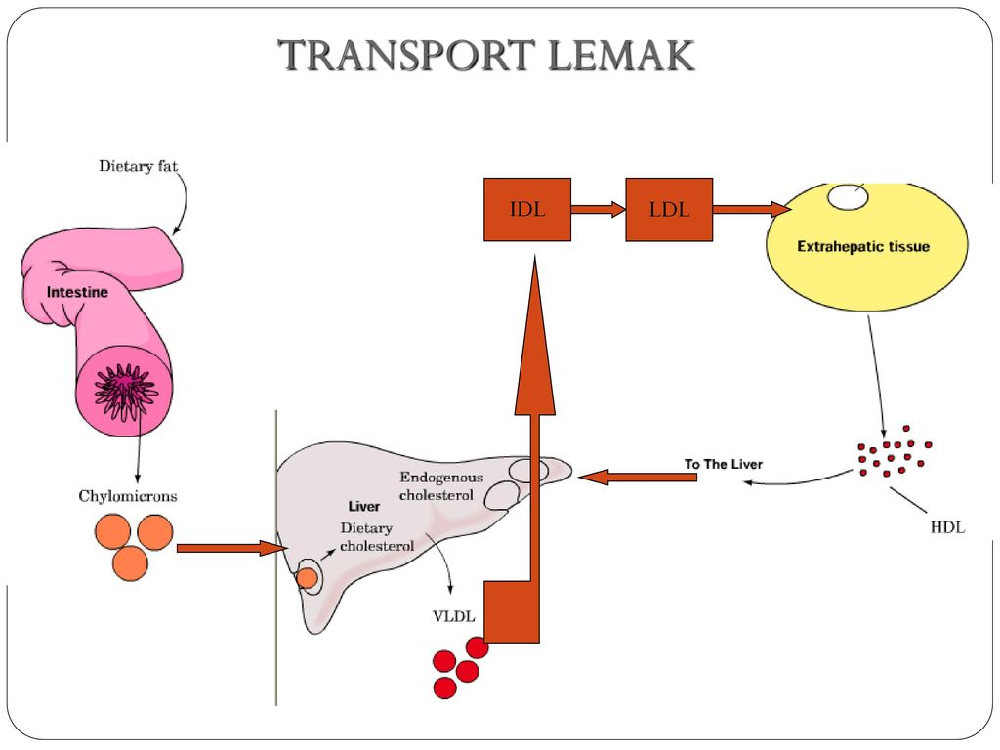 TRANSPORT LEMAK
Dietary fat
Intestine
Chylomicrons
IDL
LDL
Extrahepatic tissue
Endogenous
cholesterol
Liver
Dietary
cholesterol
VLDL
To The Liver
HDL